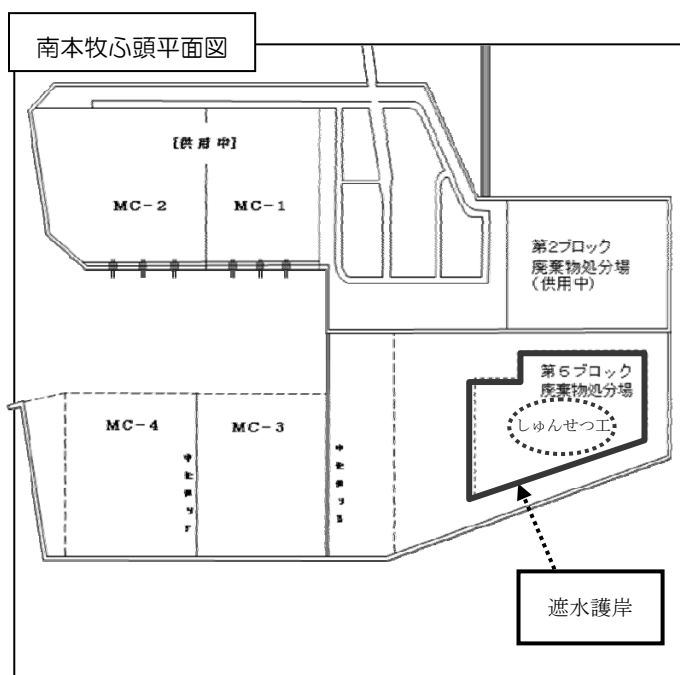 南本牧ふ頭平面図
[供用中]
MC-2
MC-1
第2ブロック
廃棄物処分場
(供用中)
第5ブロック
廃棄物処分場
しゅんせつ工
MC-4
MC-3
遮水護岸